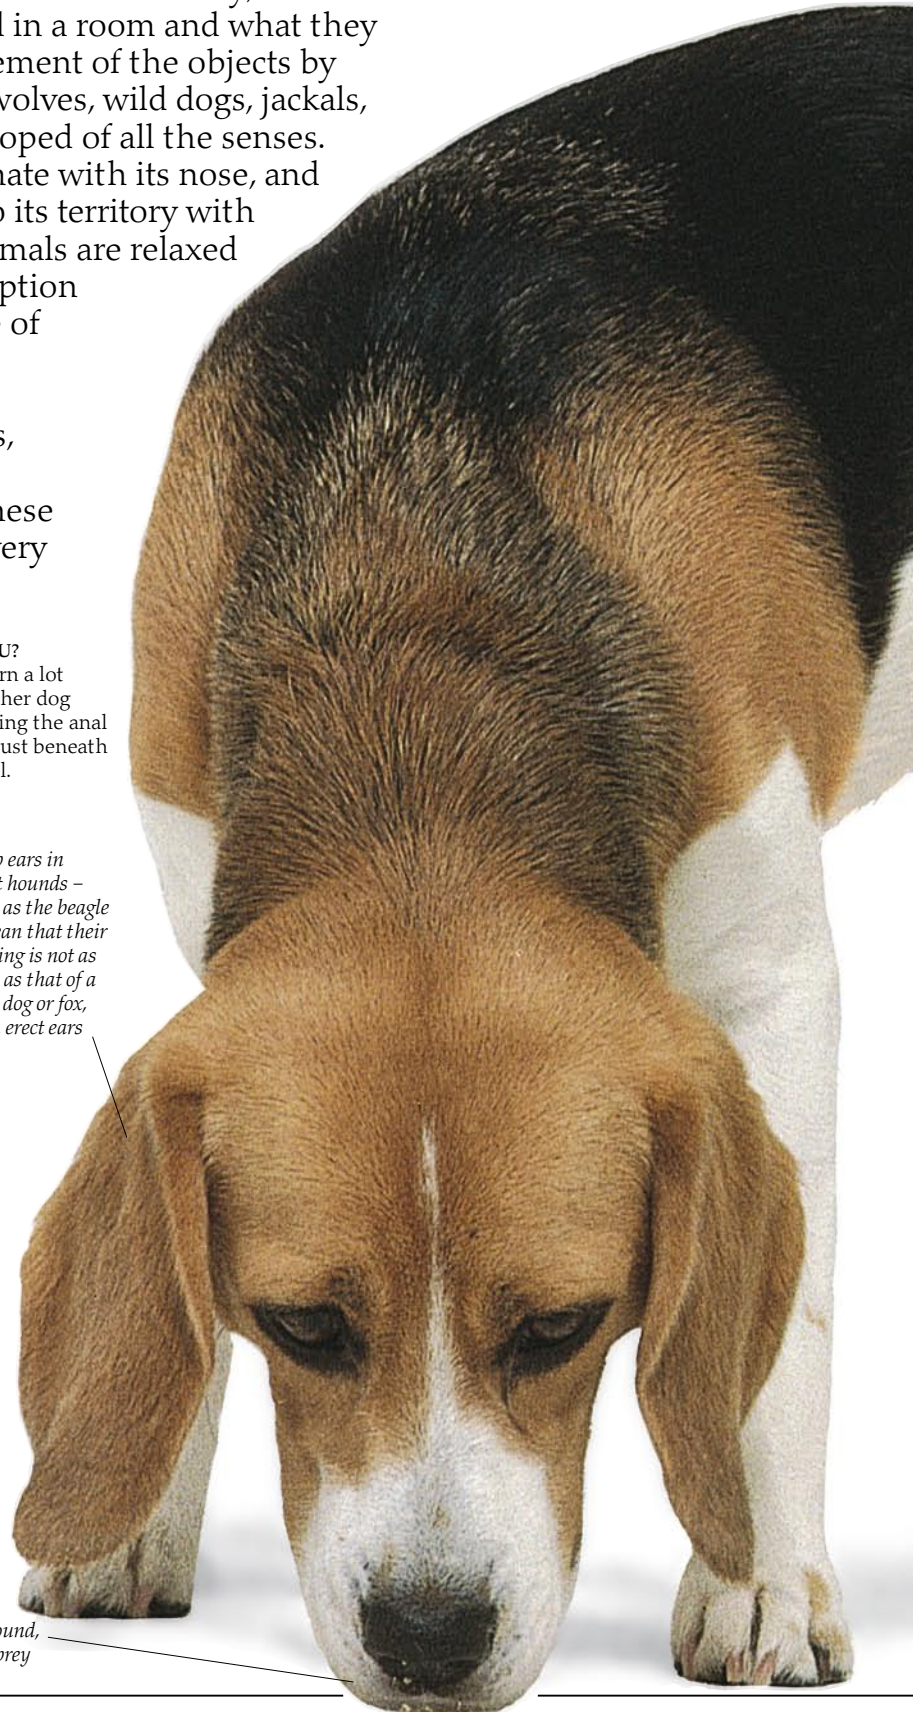 in a room and what they
ement of the objects by
wolves, wild dogs, jackals,
oped of all the senses.
nate with its nose, and
its territory with
mals are relaxed
ption
of
s,
nese
very
U?
rn a lot
her dog
ing the anal
ust beneath
l.
ears in
t hounds –
as the beagle
ean that their
ing is not as
as that of a
dog or fox,
erect ears
ound,
prey